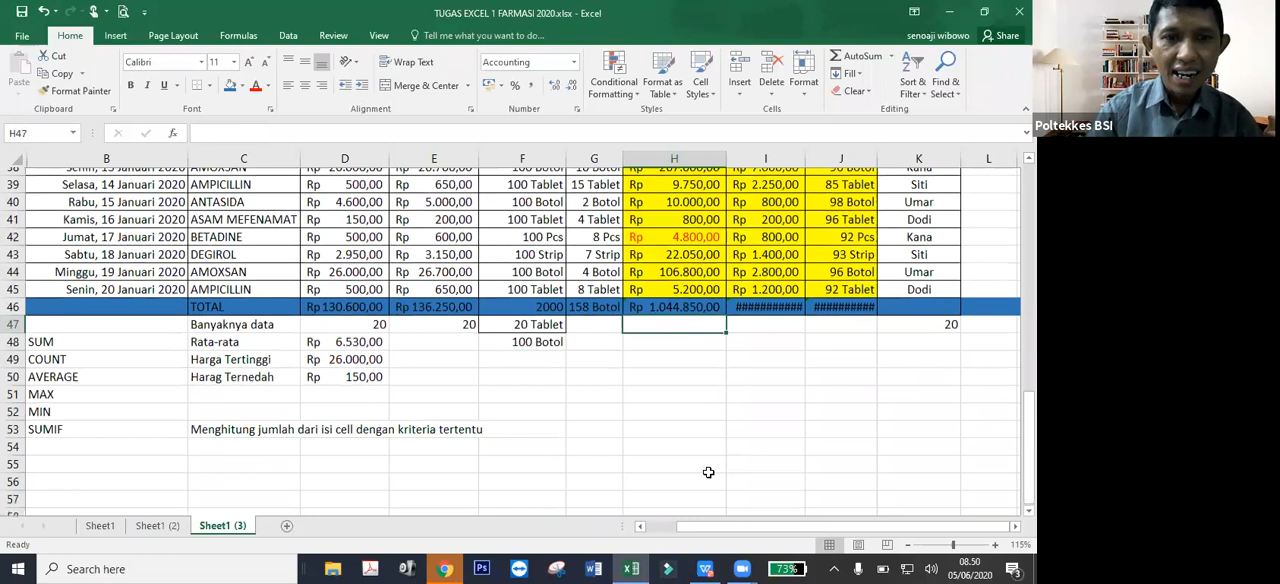 TUGAS EXCEL 1 FARMASI 2020.xlsx - Excel
File Home Insert Page Layout Formulas Data Review View Tell me what you want to do... senoaji wibowo Share
Paste Cut Copy Format Painter Clipboard
Calibri 11 A A B I U A Font
Wrap Text Merge & Center Alignment
Accounting % , Number
Conditional Formatting Format as Table Cell Styles Styles
Insert Delete Format Cells
AutoSum Fill Clear Sort & Filter Find & Select Editing
Poltekkes BSI
H47 fx
B C D E F G H I J K L
39 Selasa, 14 Januari 2020 AMPICILLIN Rp 500,00 Rp 650,00 100 Tablet 15 Tablet Rp 9.750,00 Rp 2.250,00 85 Tablet Siti
40 Rabu, 15 Januari 2020 ANTASIDA Rp 4.600,00 Rp 5.000,00 100 Botol 2 Botol Rp 10.000,00 Rp 800,00 98 Botol Umar
41 Kamis, 16 Januari 2020 ASAM MEFENAMAT Rp 150,00 Rp 200,00 100 Tablet 4 Tablet Rp 800,00 Rp 200,00 96 Tablet Dodi
42 Jumat, 17 Januari 2020 BETADINE Rp 500,00 Rp 600,00 100 Pcs 8 Pcs Rp 4.800,00 Rp 800,00 92 Pcs Kana
43 Sabtu, 18 Januari 2020 DEGIROL Rp 2.950,00 Rp 3.150,00 100 Strip 7 Strip Rp 22.050,00 Rp 1.400,00 93 Strip Siti
44 Minggu, 19 Januari 2020 AMOXSAN Rp 26.000,00 Rp 26.700,00 100 Botol 4 Botol Rp 106.800,00 Rp 2.800,00 96 Botol Umar
45 Senin, 20 Januari 2020 AMPICILLIN Rp 500,00 Rp 650,00 100 Tablet 8 Tablet Rp 5.200,00 Rp 1.200,00 92 Tablet Dodi
46 TOTAL Rp 130.600,00 Rp 136.250,00 2000 158 Botol Rp 1.044.850,00 ########### ##########
47 Banyaknya data 20 20 20 Tablet 20
48 SUM Rata-rata Rp 6.530,00 100 Botol
49 COUNT Harga Tertinggi Rp 26.000,00
50 AVERAGE Harag Ternedah Rp 150,00
51 MAX
52 MIN
53 SUMIF Menghitung jumlah dari isi cell dengan kriteria tertentu
54
55
56
57
Sheet1 Sheet1 (2) Sheet1 (3)
Ready 115%
Search here 73% 08.50
05/06/2020 3